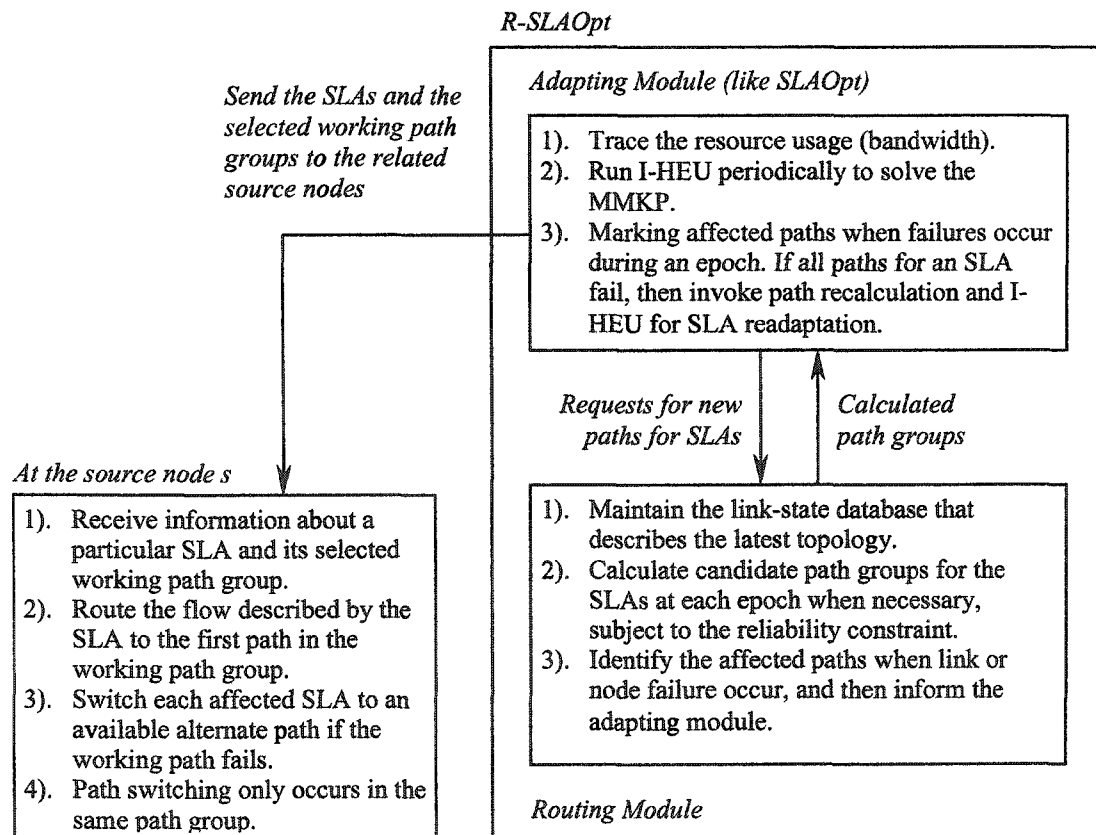 R-SLAOpt
Send the SLAs and the
selected working path
groups to the related
source nodes
Adapting Module (like SLAOpt)
1). Trace the resource usage (bandwidth).
2). Run I-HEU periodically to solve the
MMKP.
3). Marking affected paths when failures occur
during an epoch. If all paths for an SLA
fail, then invoke path recalculation and I-
HEU for SLA readaptation.
Requests for new
paths for SLAs
Calculated
path groups
At the source node s
1). Receive information about a
particular SLA and its selected
working path group.
2). Route the flow described by the
SLA to the first path in the
working path group.
3). Switch each affected SLA to an
available alternate path if the
working path fails.
4). Path switching only occurs in the
same path group.
1). Maintain the link-state database that
describes the latest topology.
2). Calculate candidate path groups for the
SLAs at each epoch when necessary,
subject to the reliability constraint.
3). Identify the affected paths when link or
node failure occur, and then inform the
adapting module.
Routing Module